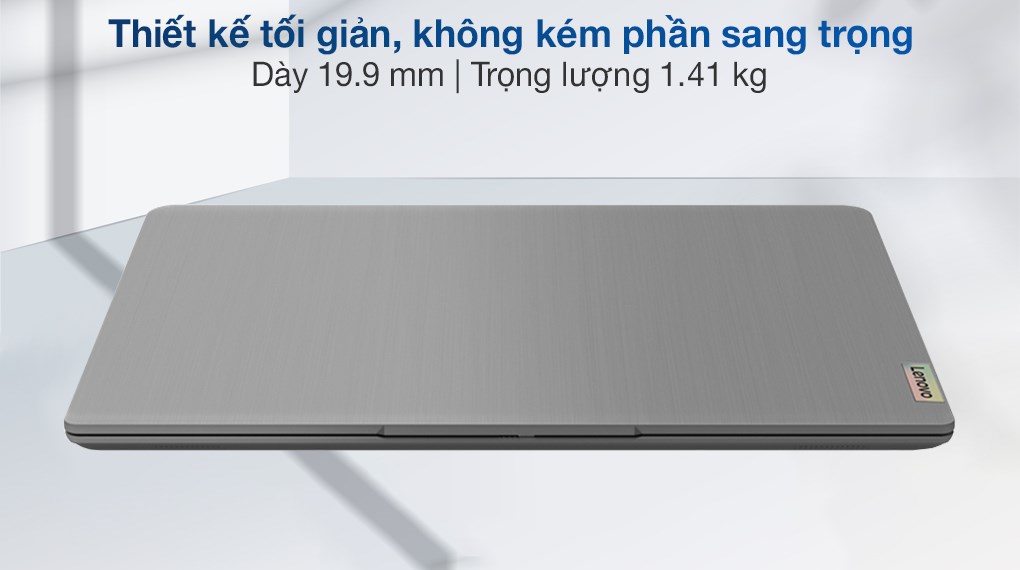 Thiết kế tối giản, không kém phần sang trọng
Dày 19.9 mm | Trọng lượng 1.41 kg
Lenovo